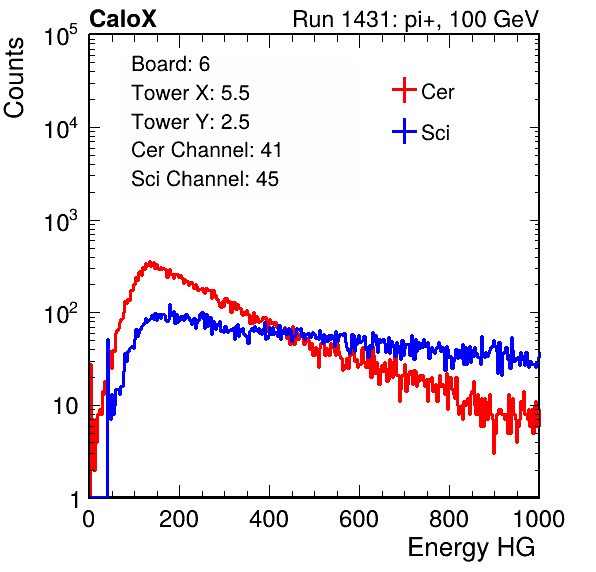 CaloX Run 1431: pi+, 100 GeV
Counts
Board: 6
Tower X: 5.5
Tower Y: 2.5
Cer Channel: 41
Sci Channel: 45
Cer
Sci
10^5
10^4
10^3
10^2
10
1
0 200 400 600 800 1000
Energy HG